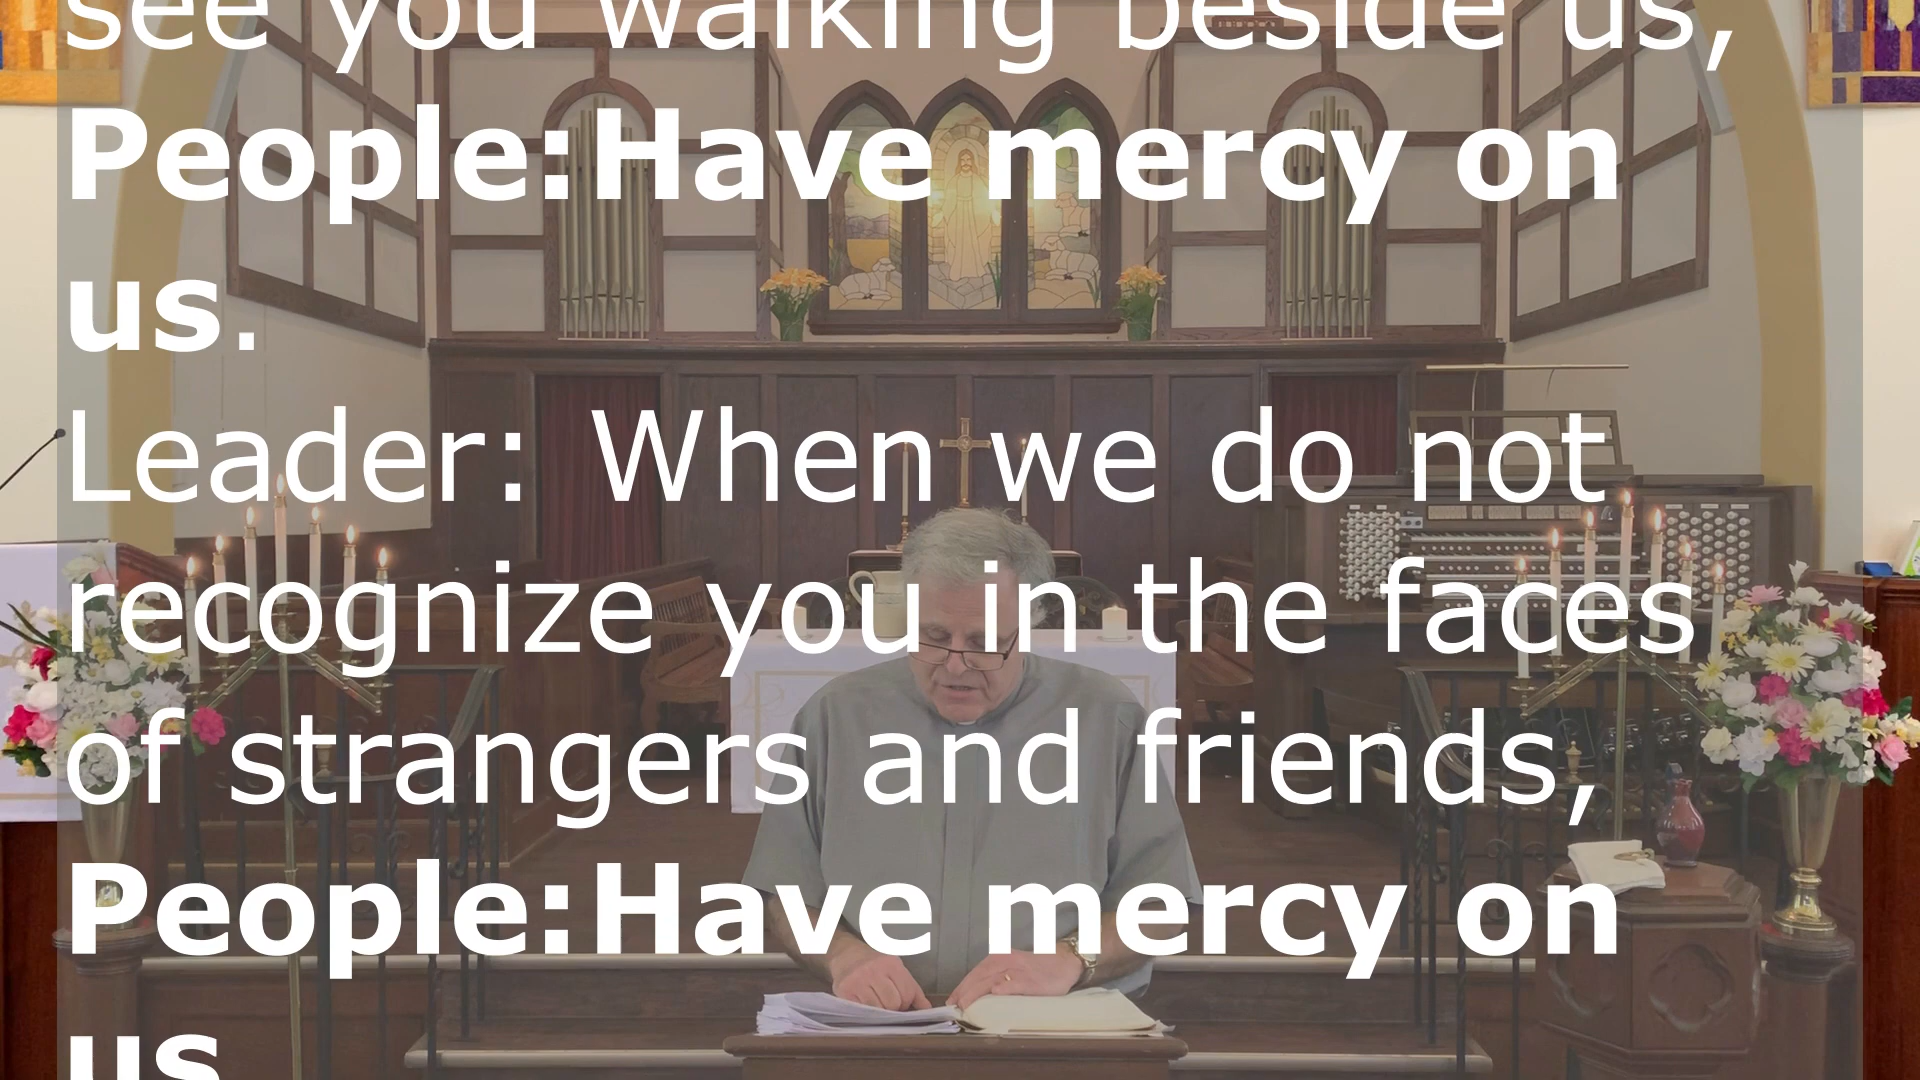 see you walking beside us,
People:Have mercy on
us.
Leader: When we do not
recognize you in the faces
of strangers and friends,
People:Have mercy on
us